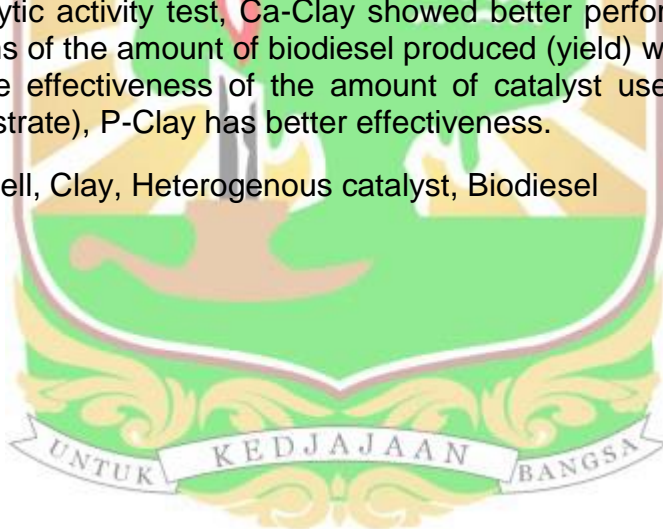 ytic activity test, Ca-Clay showed better perfor
s of the amount of biodiesel produced (yield) w
e effectiveness of the amount of catalyst use
strate), P-Clay has better effectiveness.
ell, Clay, Heterogenous catalyst, Biodiesel
UNTUK KEDJAJAAN BANGSA